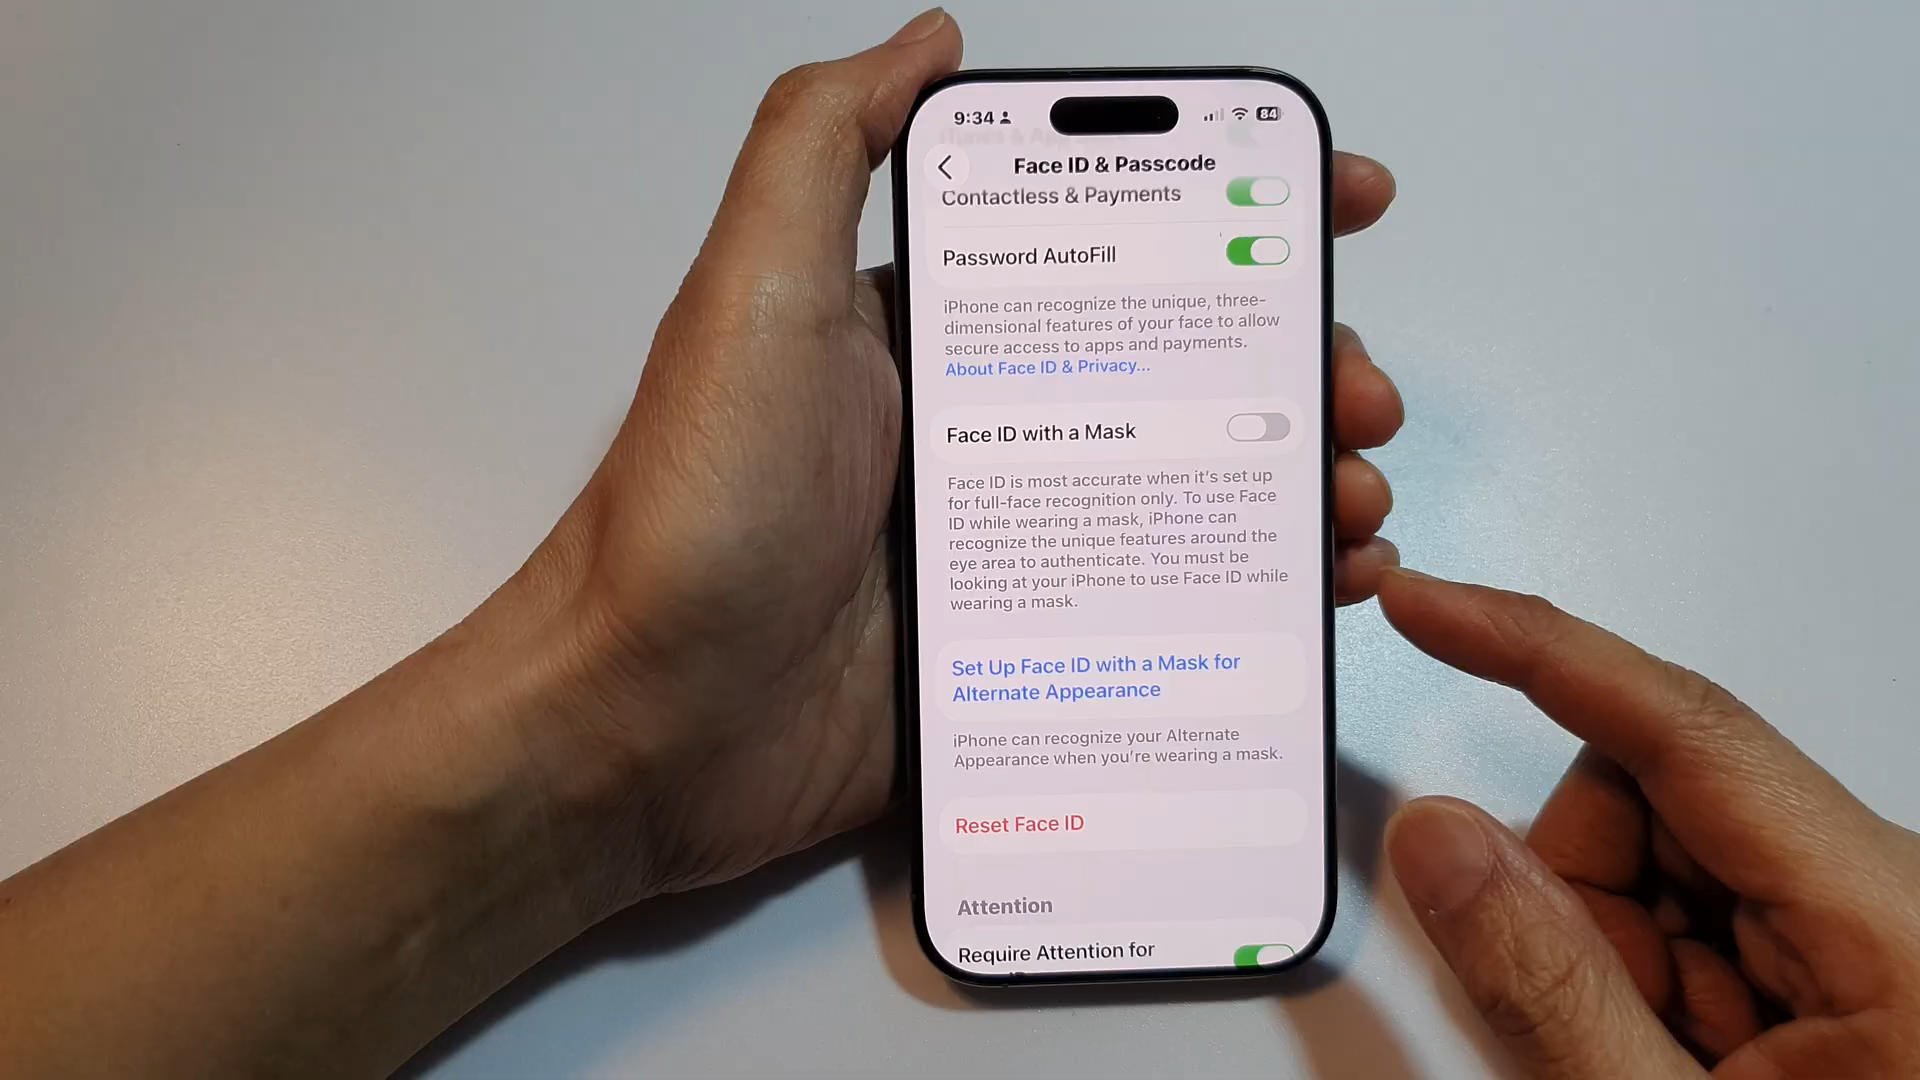 9:34
84
Face ID & Passcode
Contactless & Payments
Password AutoFill
iPhone can recognize the unique, three-
dimensional features of your face to allow
secure access to apps and payments.
About Face ID & Privacy...
Face ID with a Mask
Face ID is most accurate when it's set up
for full-face recognition only. To use Face
ID while wearing a mask, iPhone can
recognize the unique features around the
eye area to authenticate. You must be
looking at your iPhone to use Face ID while
wearing a mask.
Set Up Face ID with a Mask for
Alternate Appearance
iPhone can recognize your Alternate
Appearance when you're wearing a mask.
Reset Face ID
Attention
Require Attention for